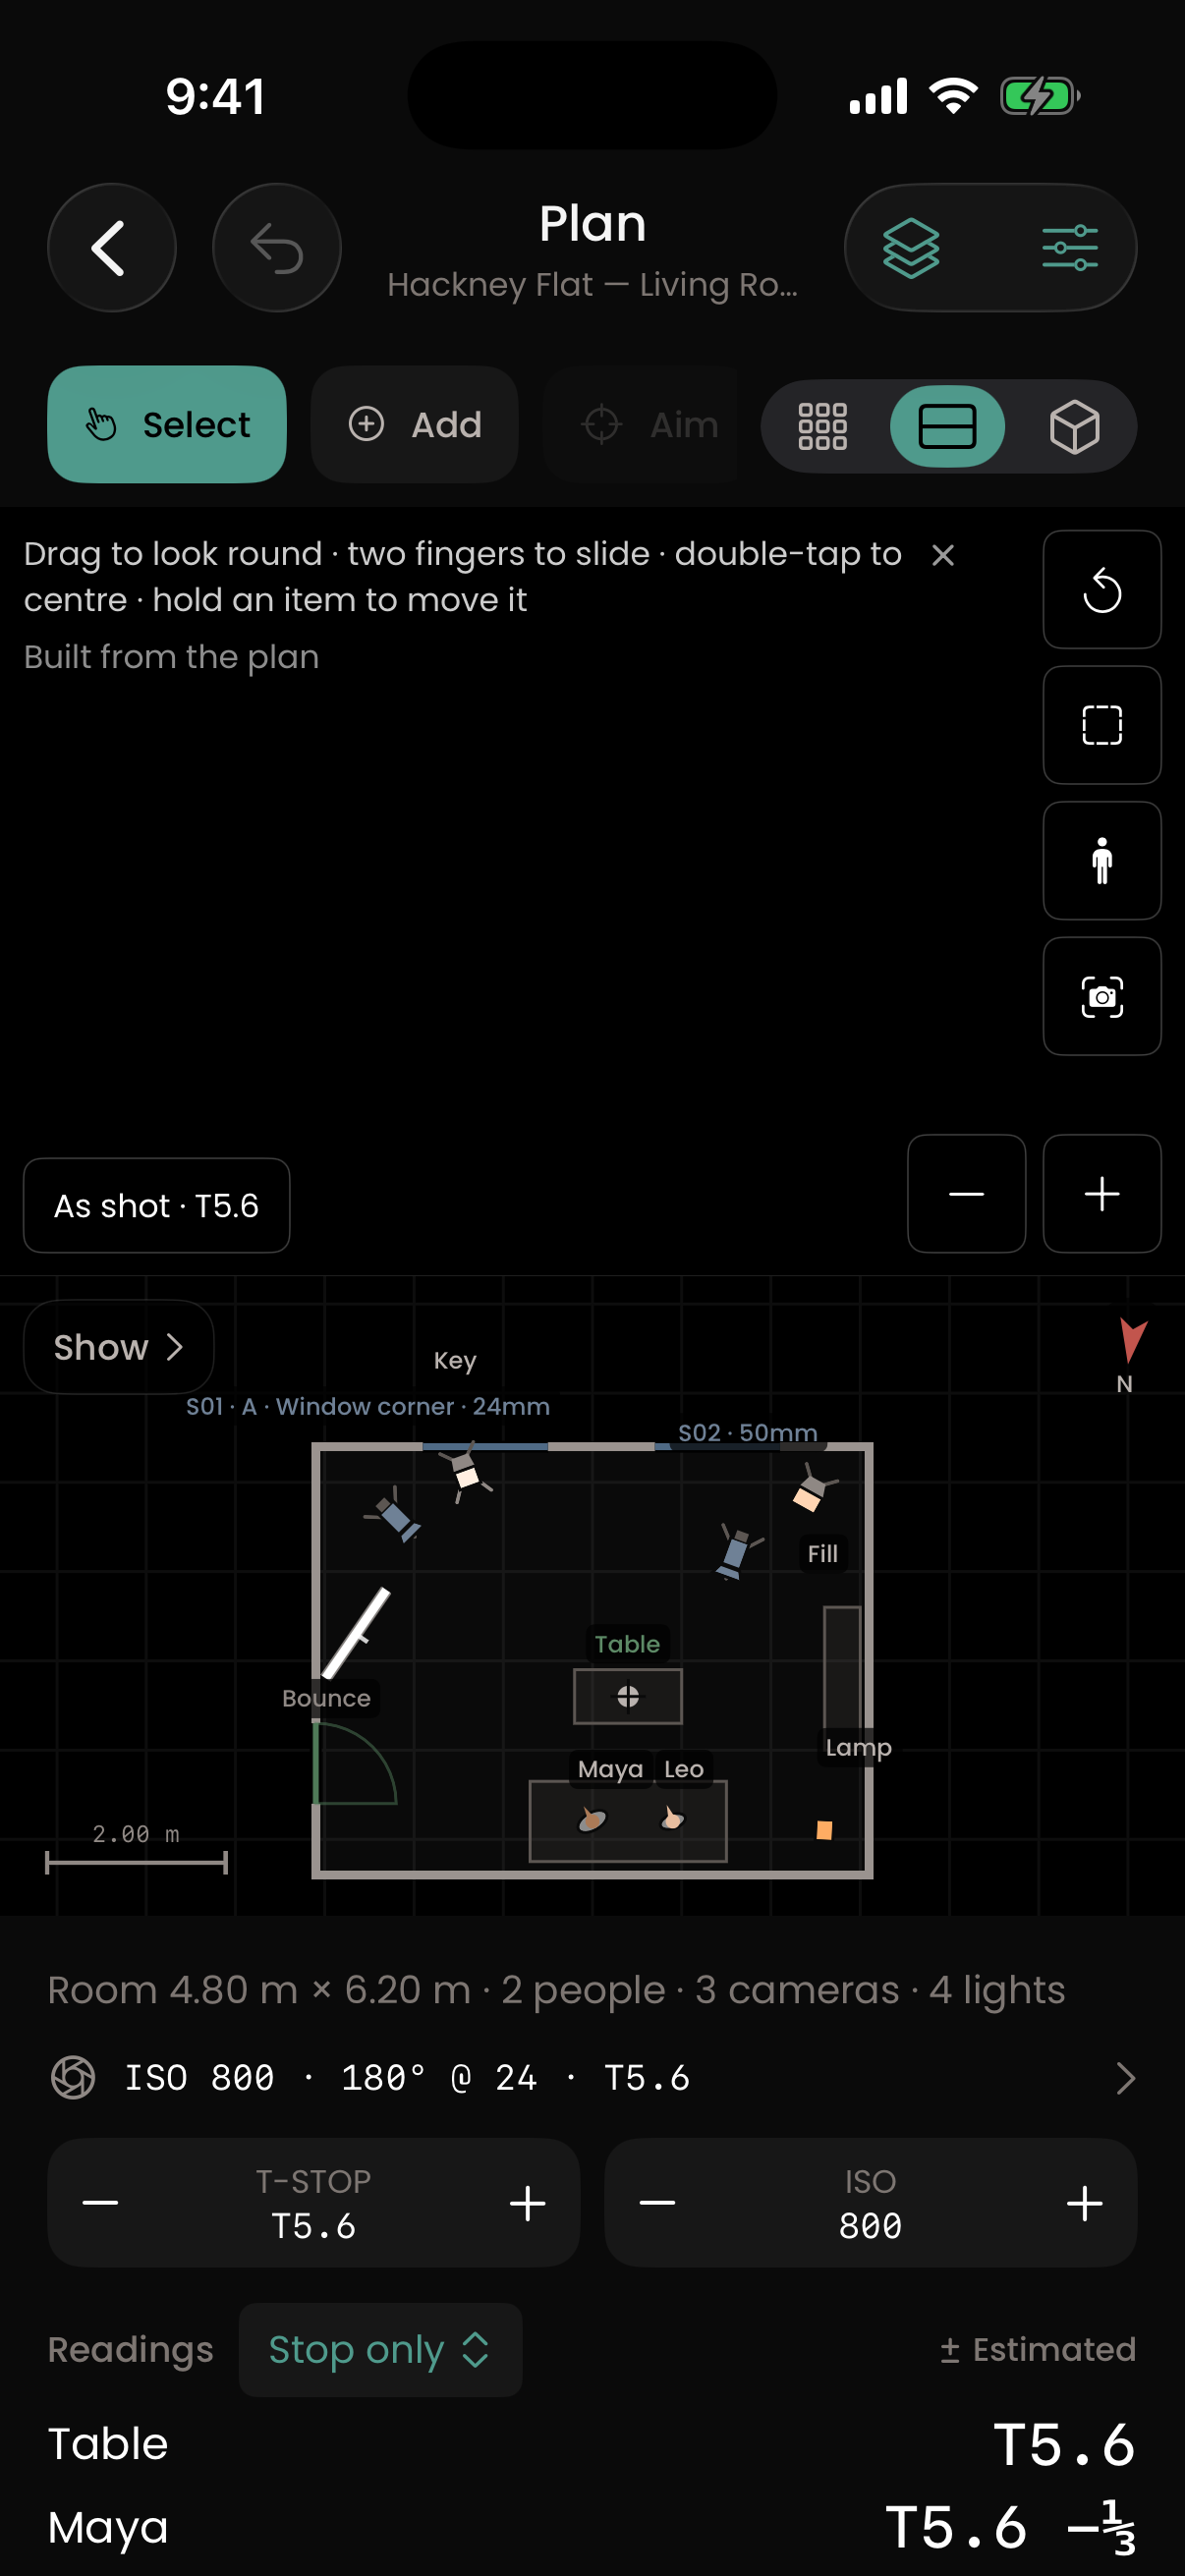 9:41
Plan
Hackney Flat — Living Ro...
Select
Add
Aim
Drag to look round · two fingers to slide · double-tap to
centre · hold an item to move it
Built from the plan
As shot · T5.6
Show
N
Key
S01 · A · Window corner · 24mm
S02 · 50mm
Fill
Table
Bounce
Lamp
Maya
Leo
2.00 m
Room 4.80 m × 6.20 m · 2 people · 3 cameras · 4 lights
ISO 800 · 180° @ 24 · T5.6
T-STOP
T5.6
ISO
800
Readings
Stop only
± Estimated
Table
T5.6
Maya
T5.6 −⅓